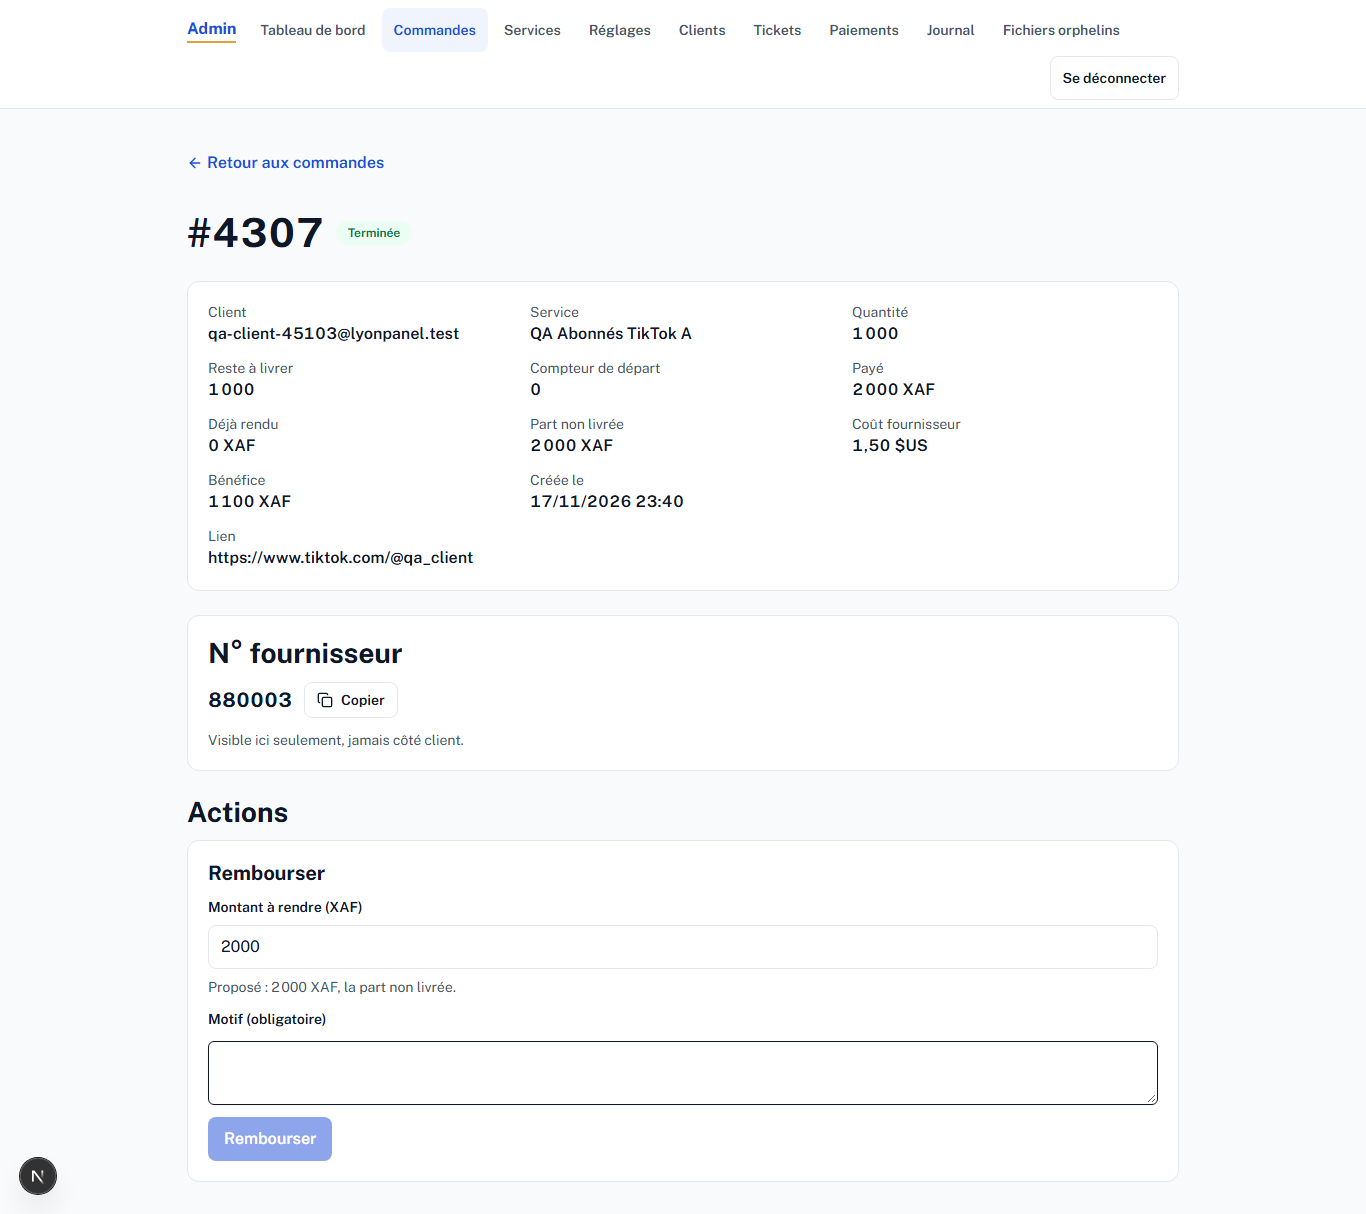 Admin Tableau de bord Commandes Services Réglages Clients Tickets Paiements Journal Fichiers orphelins
Se déconnecter
← Retour aux commandes
#4307 Terminée
Client Service Quantité
qa-client-45103@lyonpanel.test QA Abonnés TikTok A 1 000
Reste à livrer Compteur de départ Payé
1 000 0 2 000 XAF
Déjà rendu Part non livrée Coût fournisseur
0 XAF 2 000 XAF 1,50 $US
Bénéfice Créée le
1 100 XAF 17/11/2026 23:40
Lien
https://www.tiktok.com/@qa_client
N° fournisseur
880003 Copier
Visible ici seulement, jamais côté client.
Actions
Rembourser
Montant à rendre (XAF)
2000
Proposé : 2 000 XAF, la part non livrée.
Motif (obligatoire)
Rembourser
N